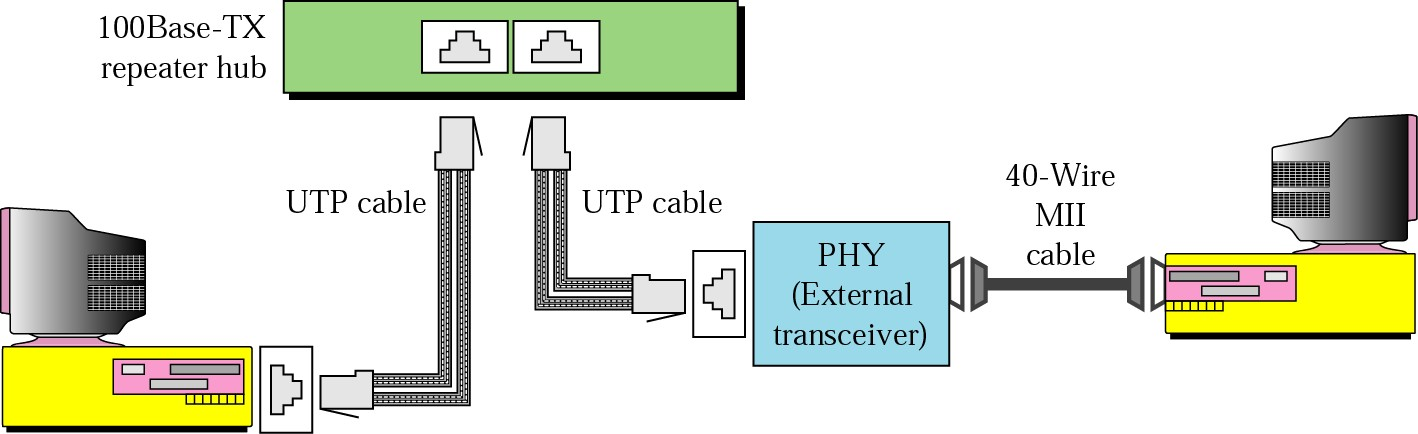 100Base-TX
repeater hub
UTP cable
UTP cable
40-Wire
MII
cable
PHY
(External
transceiver)